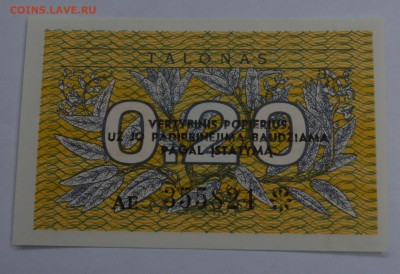 COINS.LAVE.RU
TALONAS
0.20
VERTYBINIS POPIERIUS
UŽ JO PADIRBINĖJIMĄ BAUDŽIAMA
PAGAL ĮSTATYMĄ
AE 355821